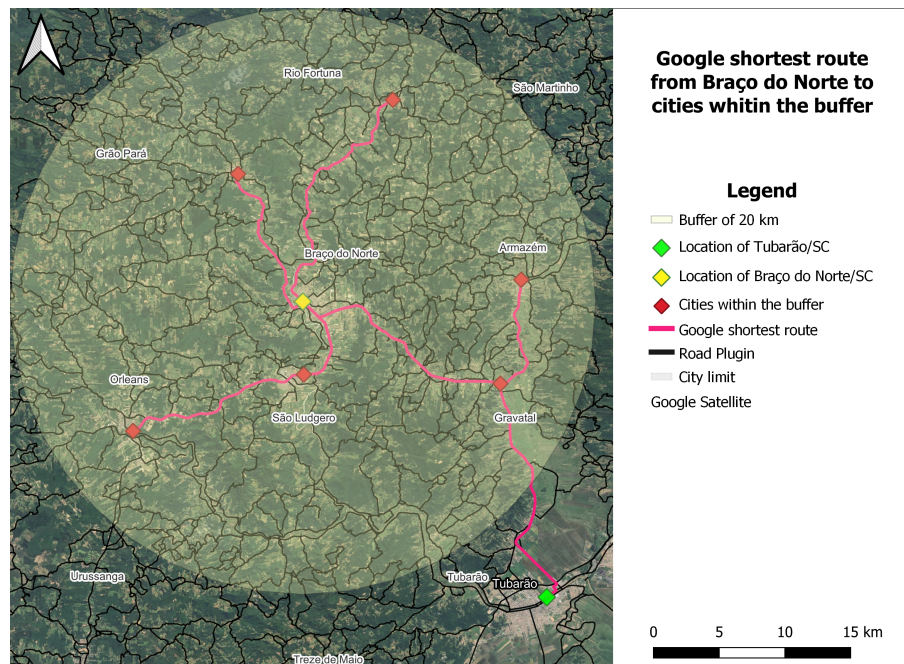 Google shortest route
from Braço do Norte to
cities whitin the buffer
Rio Fortuna
São Martinho
Grão Pará
Braço do Norte
Armazém
Orleans
São Ludgero
Gravatal
Urussanga
Tubarão
Tubarão
Treze de Maio
Legend
Buffer of 20 km
Location of Tubarão/SC
Location of Braço do Norte/SC
Cities within the buffer
Google shortest route
Road Plugin
City limit
Google Satellite
0 5 10 15 km